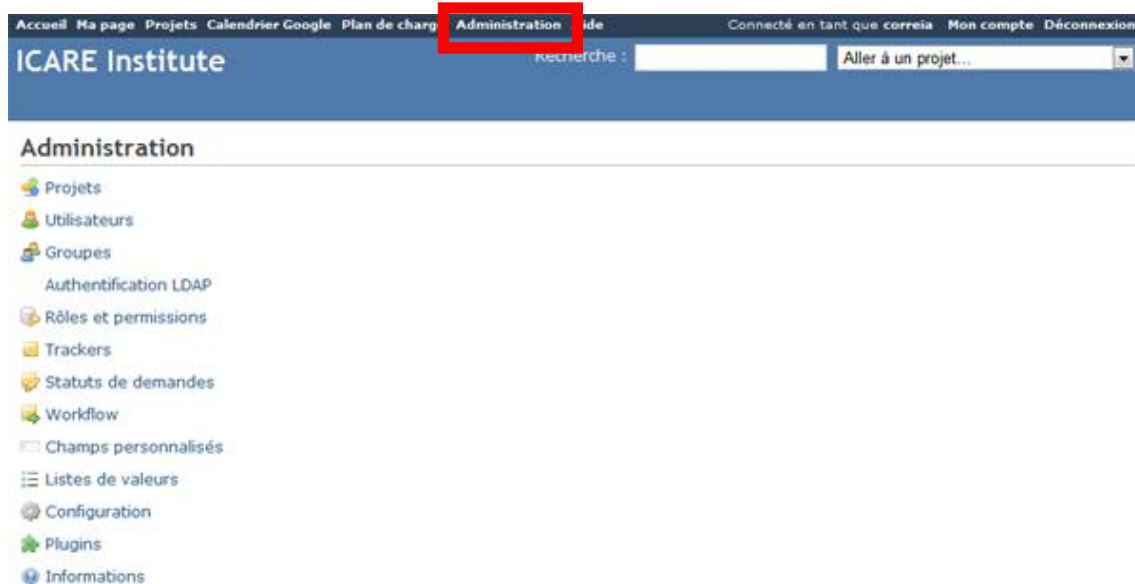 Accueil Ma page Projets Calendrier Google Plan de charg Administration ide Connecté en tant que correia Mon compte Déconnexion
ICARE Institute Recherche : Aller à un projet...
Administration
Projets
Utilisateurs
Groupes
Authentification LDAP
Rôles et permissions
Trackers
Statuts de demandes
Workflow
Champs personnalisés
Listes de valeurs
Configuration
Plugins
Informations